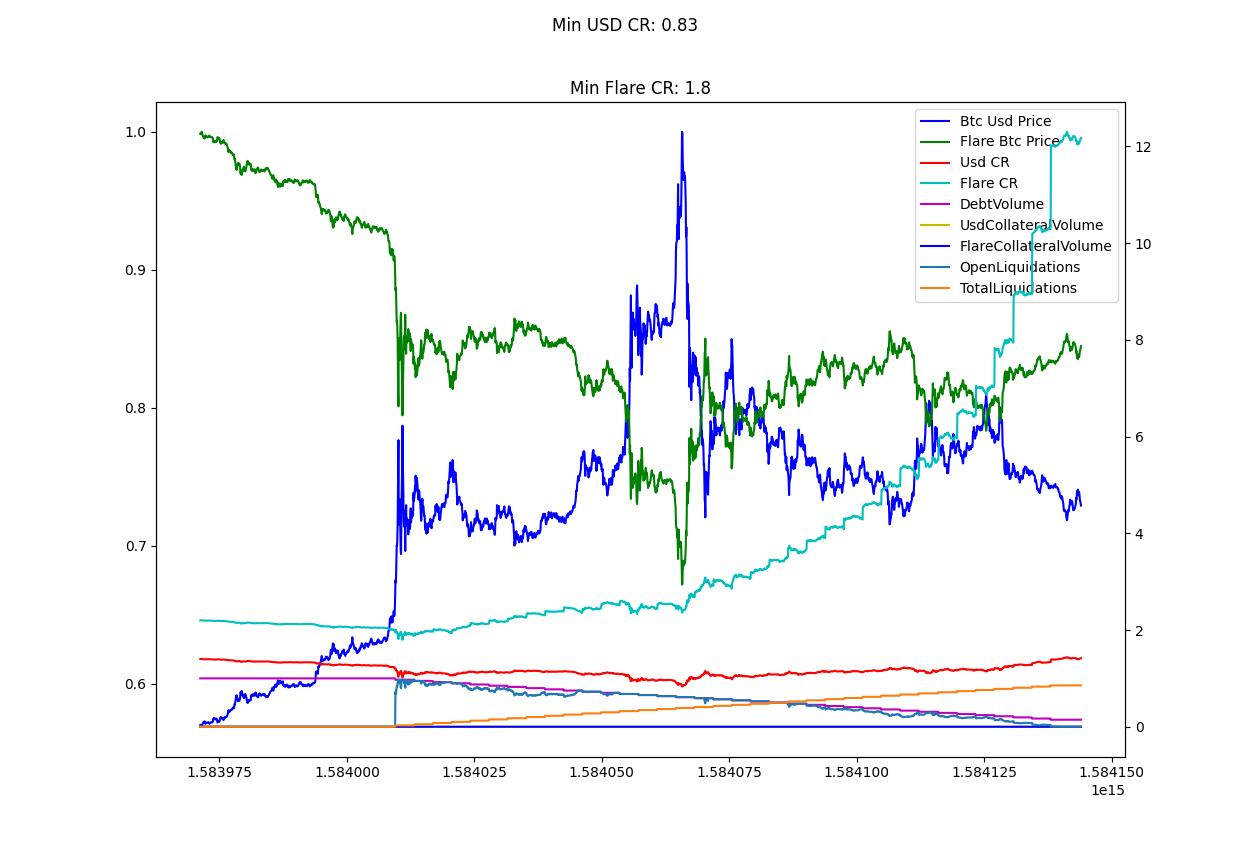 Min USD CR: 0.83
Min Flare CR: 1.8
Btc Usd Price
Flare Btc Price
Usd CR
Flare CR
DebtVolume
UsdCollateralVolume
FlareCollateralVolume
OpenLiquidations
TotalLiquidations
1.0
0.9
0.8
0.7
0.6
12
10
8
6
4
2
0
1.583975 1.584000 1.584025 1.584050 1.584075 1.584100 1.584125 1.584150
1e15